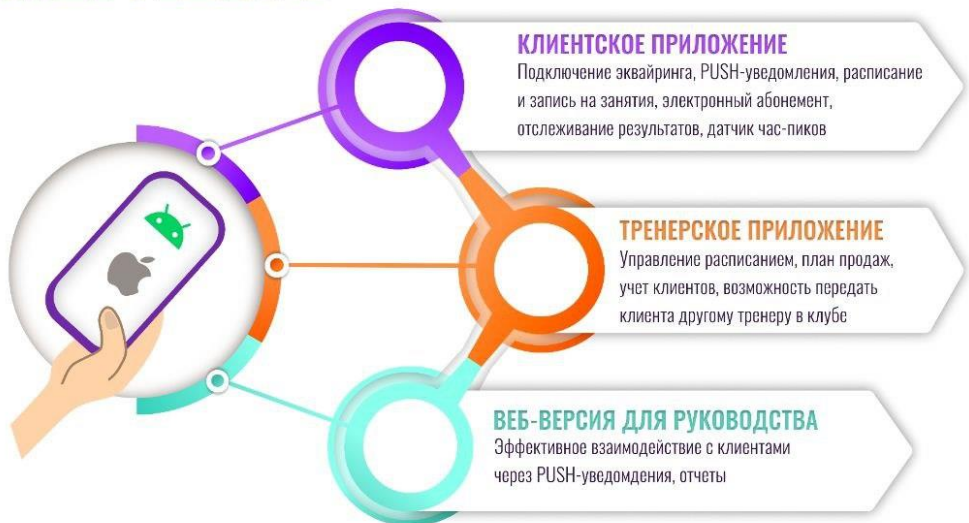 КЛИЕНТСКОЕ ПРИЛОЖЕНИЕ
Подключение эквайринга, PUSH-уведомления, расписание
и запись на занятия, электронный абонемент,
отслеживание результатов, датчик час-пиков
ТРЕНЕРСКОЕ ПРИЛОЖЕНИЕ
Управление расписанием, план продаж,
учет клиентов, возможность передать
клиента другому тренеру в клубе
ВЕБ-ВЕРСИЯ ДЛЯ РУКОВОДСТВА
Эффективное взаимодействие с клиентами
через PUSH-уведомдения, отчеты